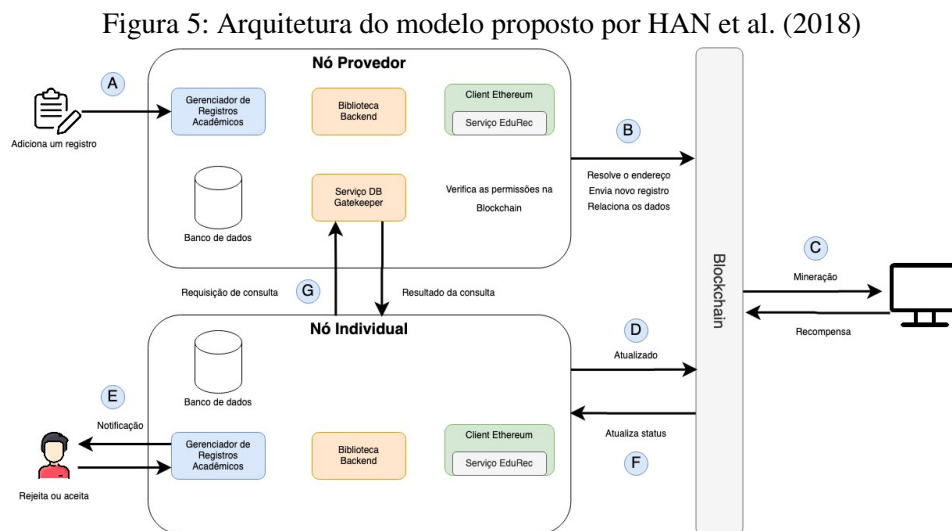 Figura 5: Arquitetura do modelo proposto por HAN et al. (2018)
Nó Provedor
A
Adiciona um registro
Gerenciador de
Registros
Acadêmicos
Biblioteca
Backend
Client Ethereum
Serviço EduRec
B
Resolve o endereço
Envia novo registro
Relaciona os dados
Banco de dados
Serviço DB
Gatekeeper
Verifica as permissões na
Blockchain
Blockchain
C
Mineração
Recompensa
Requisição de consulta
G
Resultado da consulta
Nó Individual
D
Atualizado
Banco de dados
E
Notificação
Rejeita ou aceita
Gerenciador de
Registros
Acadêmicos
Biblioteca
Backend
Client Ethereum
Serviço EduRec
Atualiza status
F